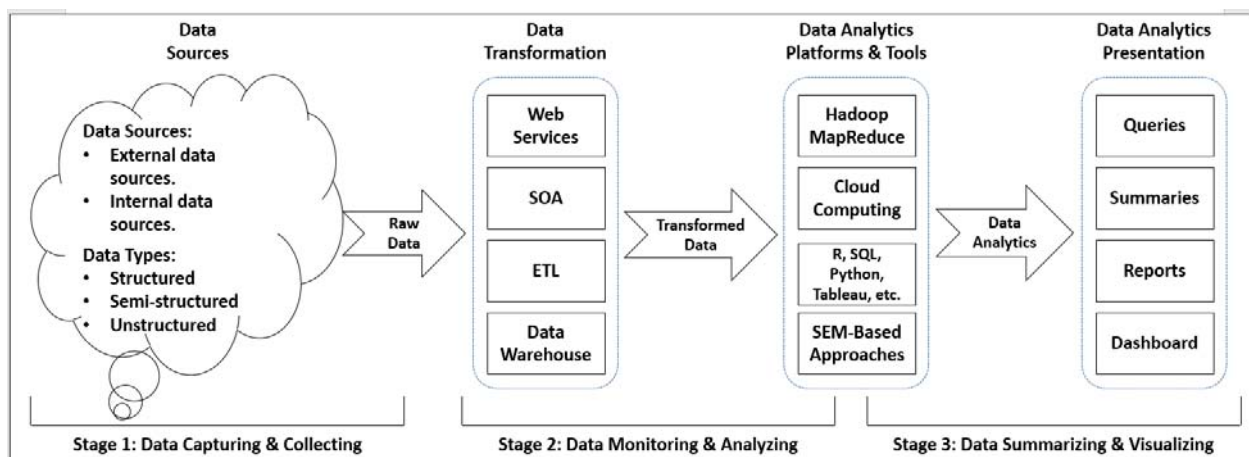 Data
Sources
Data
Transformation
Data Analytics
Platforms & Tools
Data Analytics
Presentation
Data Sources:
• External data
sources.
• Internal data
sources.
Data Types:
• Structured
• Semi-structured
• Unstructured
Raw
Data
Web
Services
SOA
ETL
Data
Warehouse
Transformed
Data
Hadoop
MapReduce
Cloud
Computing
R, SQL,
Python,
Tableau, etc.
SEM-Based
Approaches
Data
Analytics
Queries
Summaries
Reports
Dashboard
Stage 1: Data Capturing & Collecting
Stage 2: Data Monitoring & Analyzing
Stage 3: Data Summarizing & Visualizing